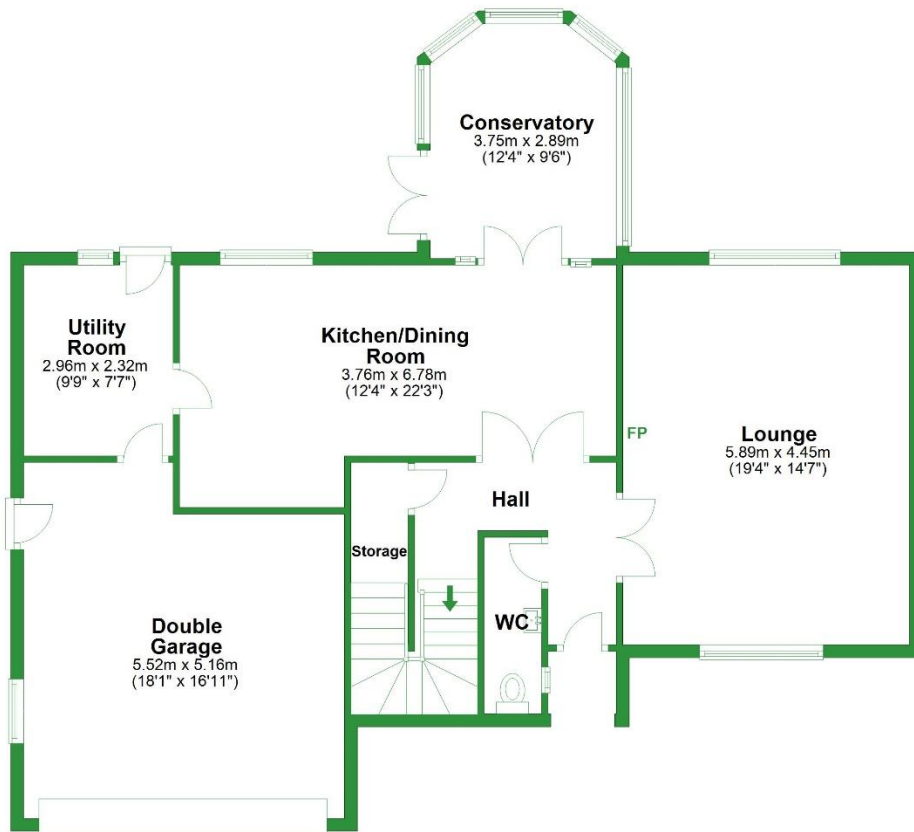 Conservatory
3.75m x 2.89m
(12'4" x 9'6")
Utility
Room
2.96m x 2.32m
(9'9" x 7'7")
Kitchen/Dining
Room
3.76m x 6.78m
(12'4" x 22'3")
FP
Lounge
5.89m x 4.45m
(19'4" x 14'7")
Hall
Storage
WC
Double
Garage
5.52m x 5.16m
(18'1" x 16'11")